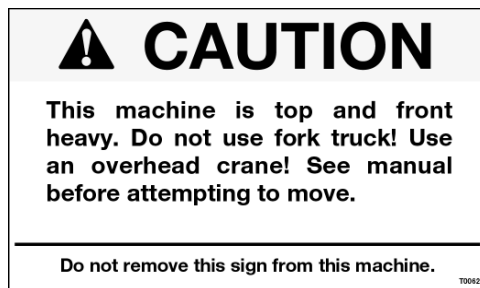 CAUTION
This machine is top and front
heavy. Do not use fork truck! Use
an overhead crane! See manual
before attempting to move.
Do not remove this sign from this machine.
T0062